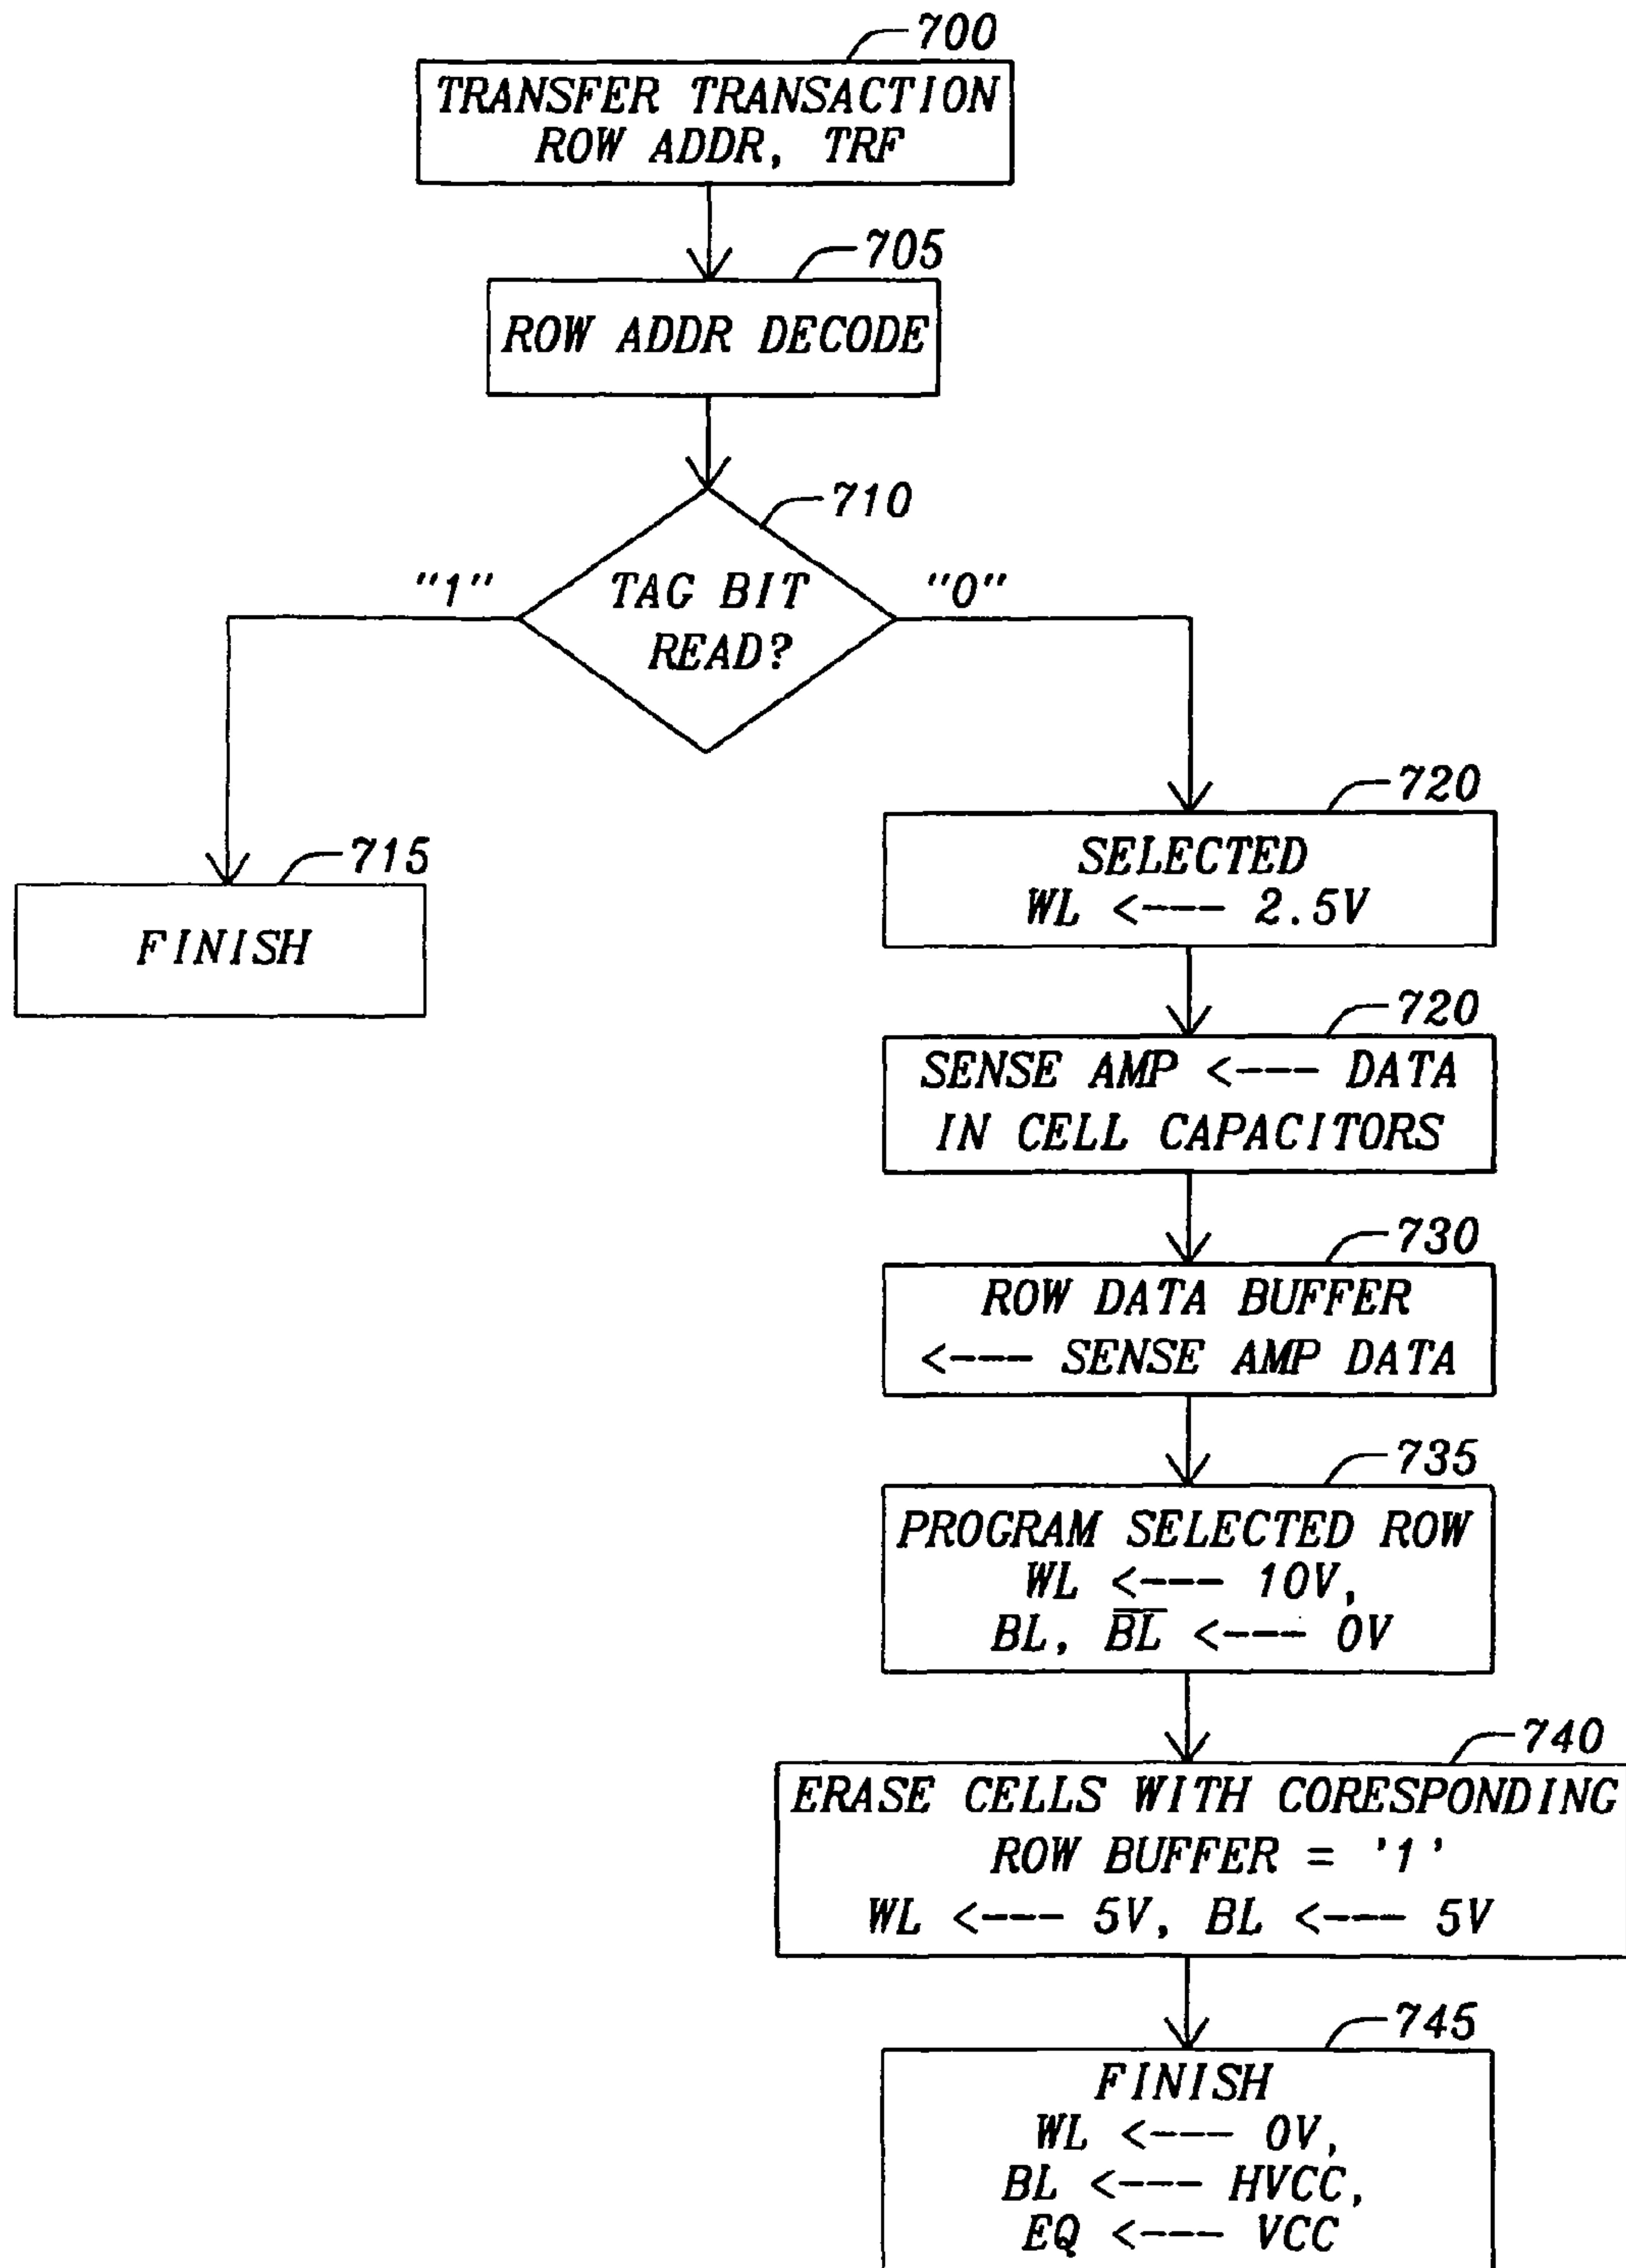 700
TRANSFER TRANSACTION
ROW ADDR, TRF
705
ROW ADDR DECODE
710
"1"
TAG BIT
READ?
"0"
715
FINISH
720
SELECTED
WL <--- 2.5V
720
SENSE AMP <--- DATA
IN CELL CAPACITORS
730
ROW DATA BUFFER
<--- SENSE AMP DATA
735
PROGRAM SELECTED ROW
WL <--- 10V,
BL, B̅L̅ <--- 0V
740
ERASE CELLS WITH CORESPONDING
ROW BUFFER = '1'
WL <--- 5V, BL <--- 5V
745
FINISH
WL <--- 0V,
BL <--- HVCC,
EQ <--- VCC